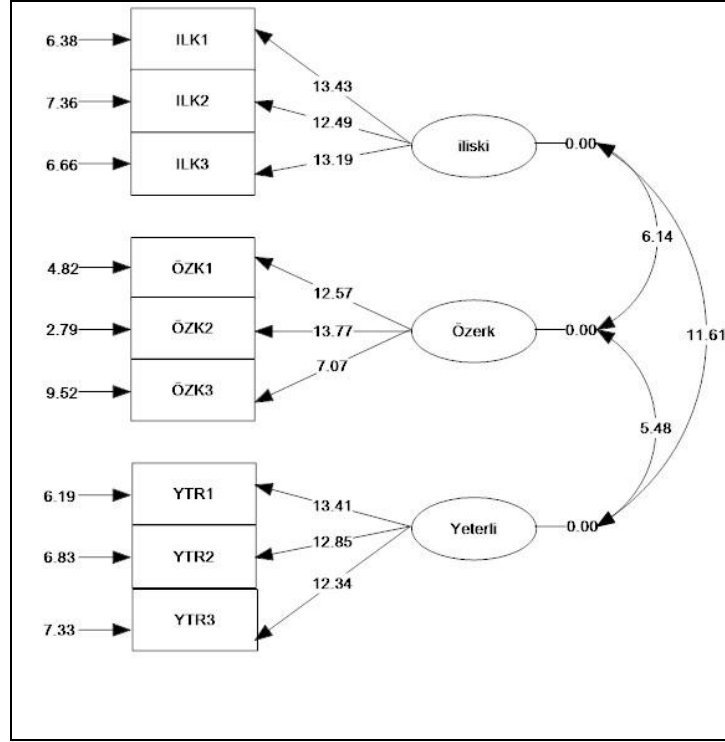 6.38 ILK1
13.43
7.36 ILK2
12.49
iliski 0.00
6.66 ILK3
13.19
6.14
4.82 ÖZK1
12.57
2.79 ÖZK2
13.77
Özerk 0.00
11.61
9.52 ÖZK3
7.07
5.48
6.19 YTR1
13.41
6.83 YTR2
12.85
Yeterli 0.00
12.34
7.33 YTR3